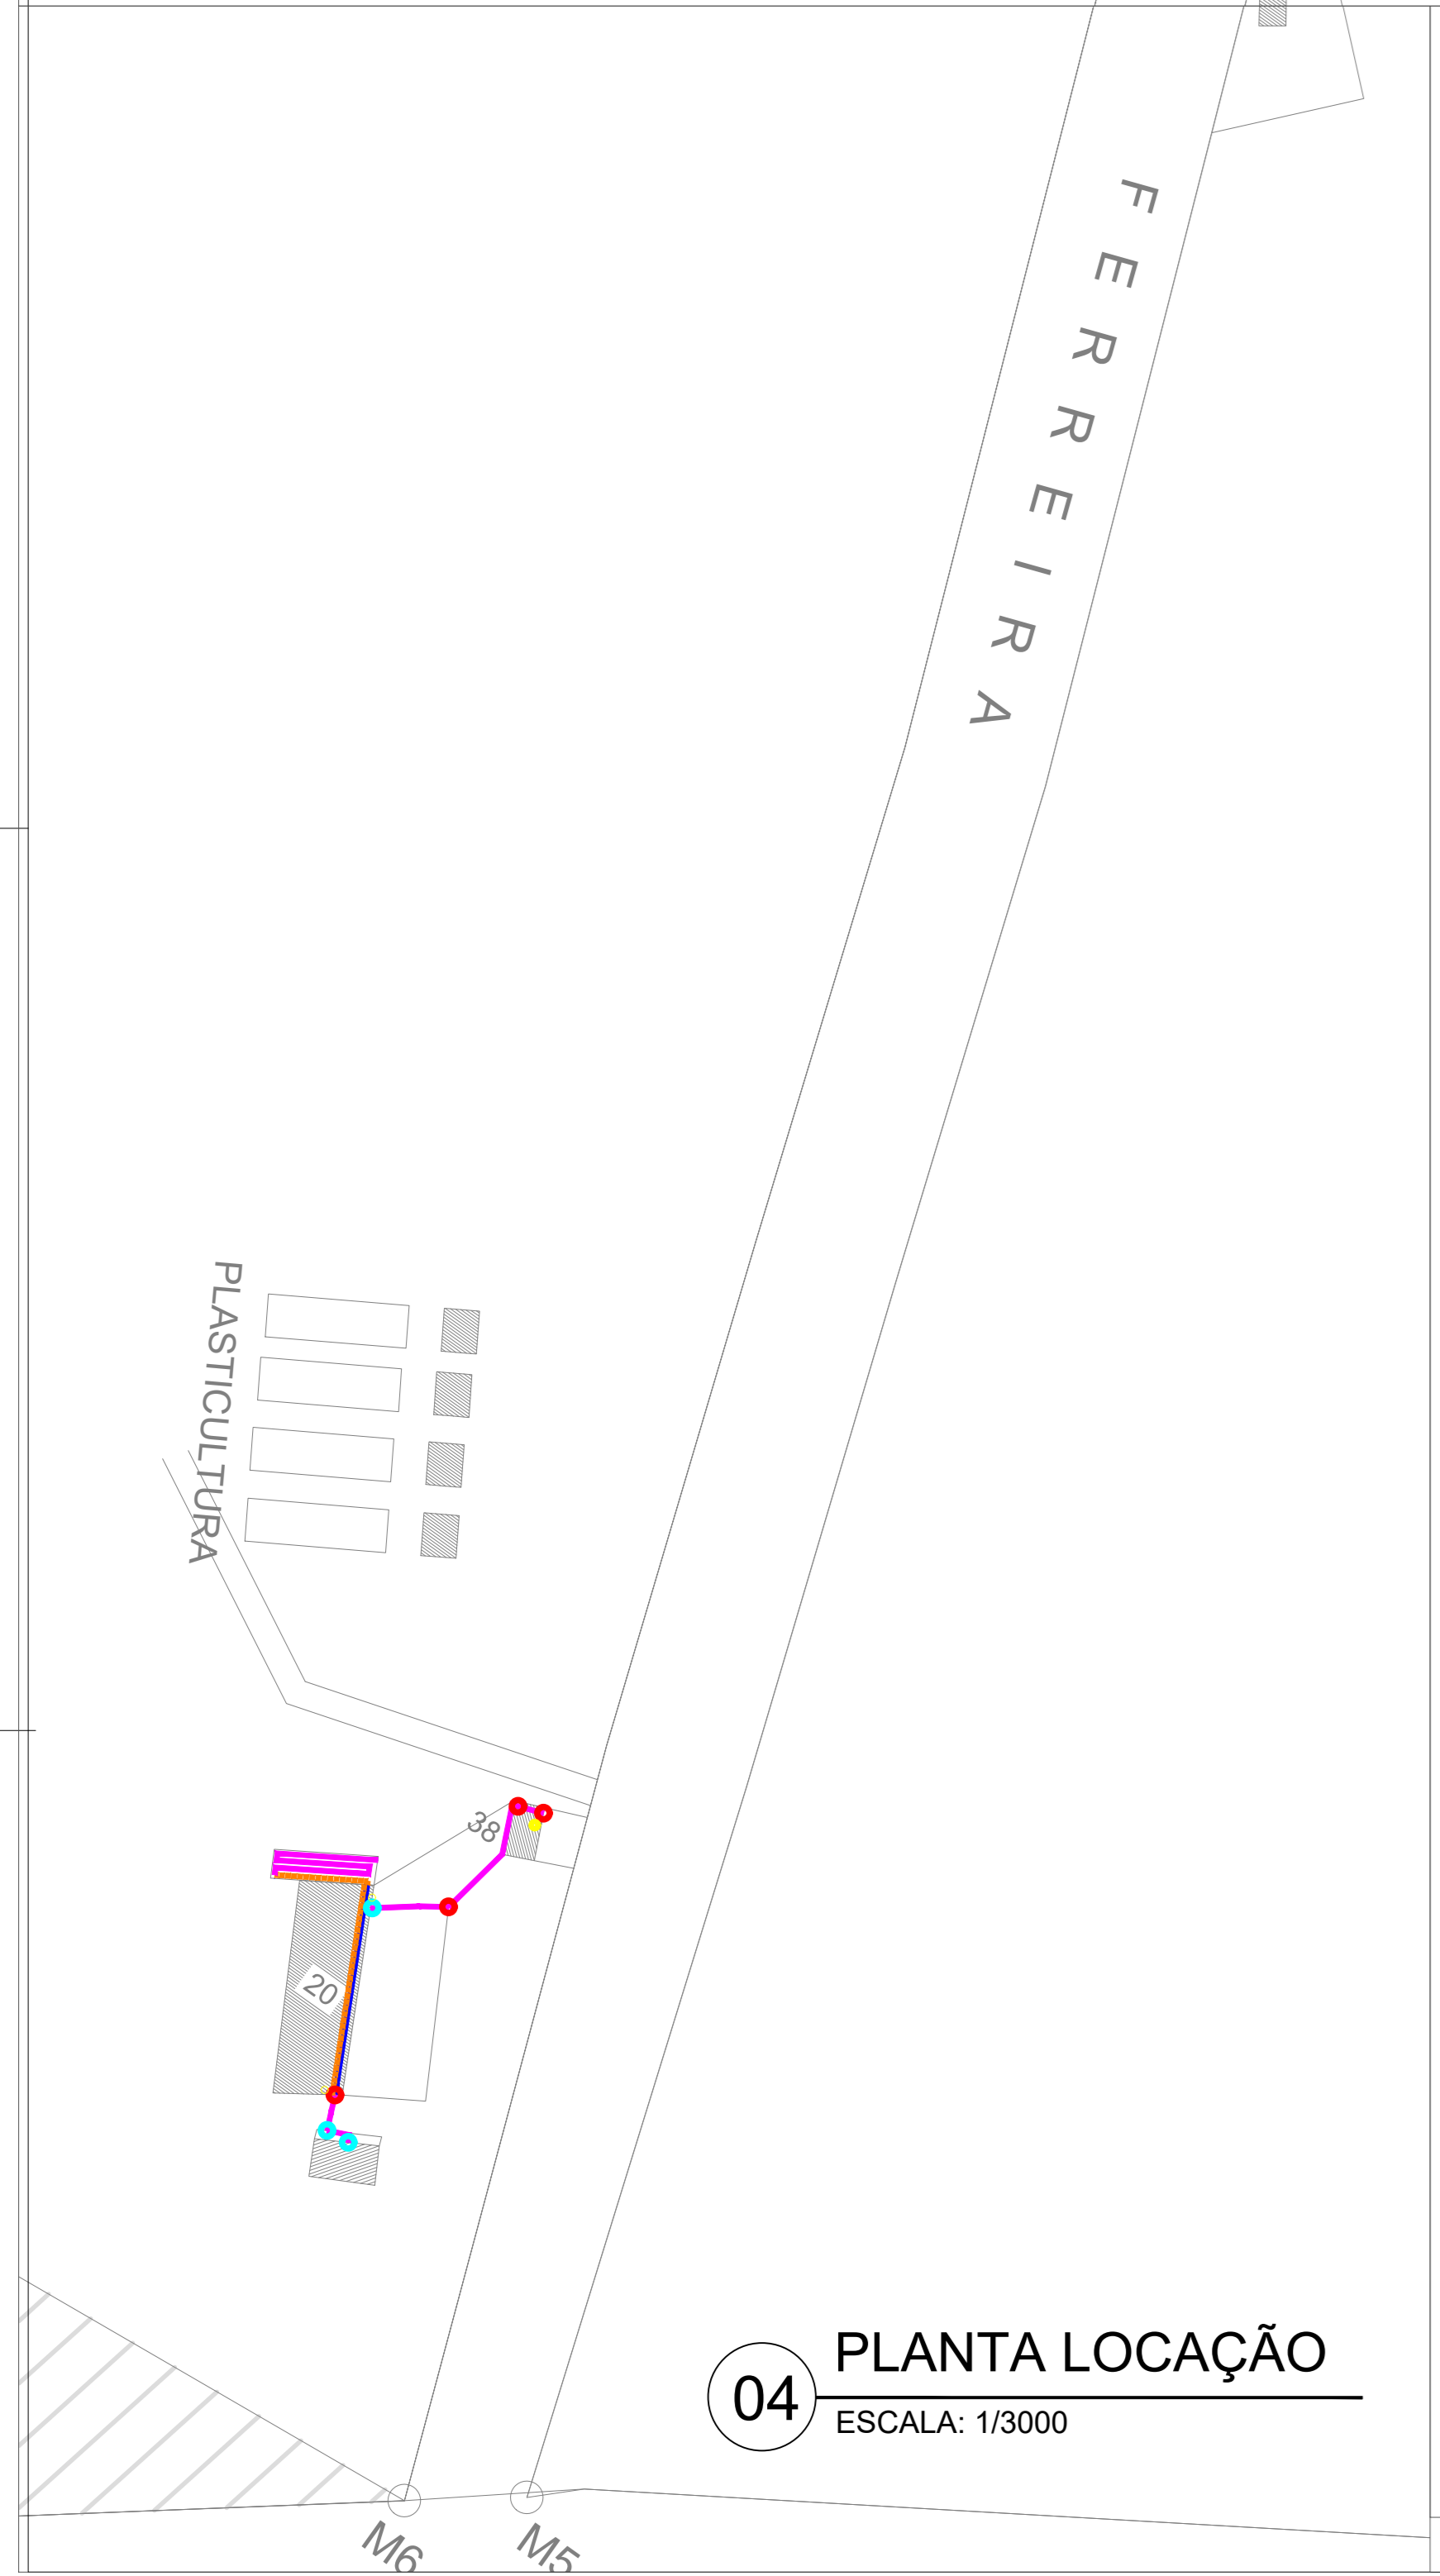 FERREIRA
PLASTICULTURA
38
20
04
PLANTA LOCAÇÃO
ESCALA: 1/3000
M6
M5